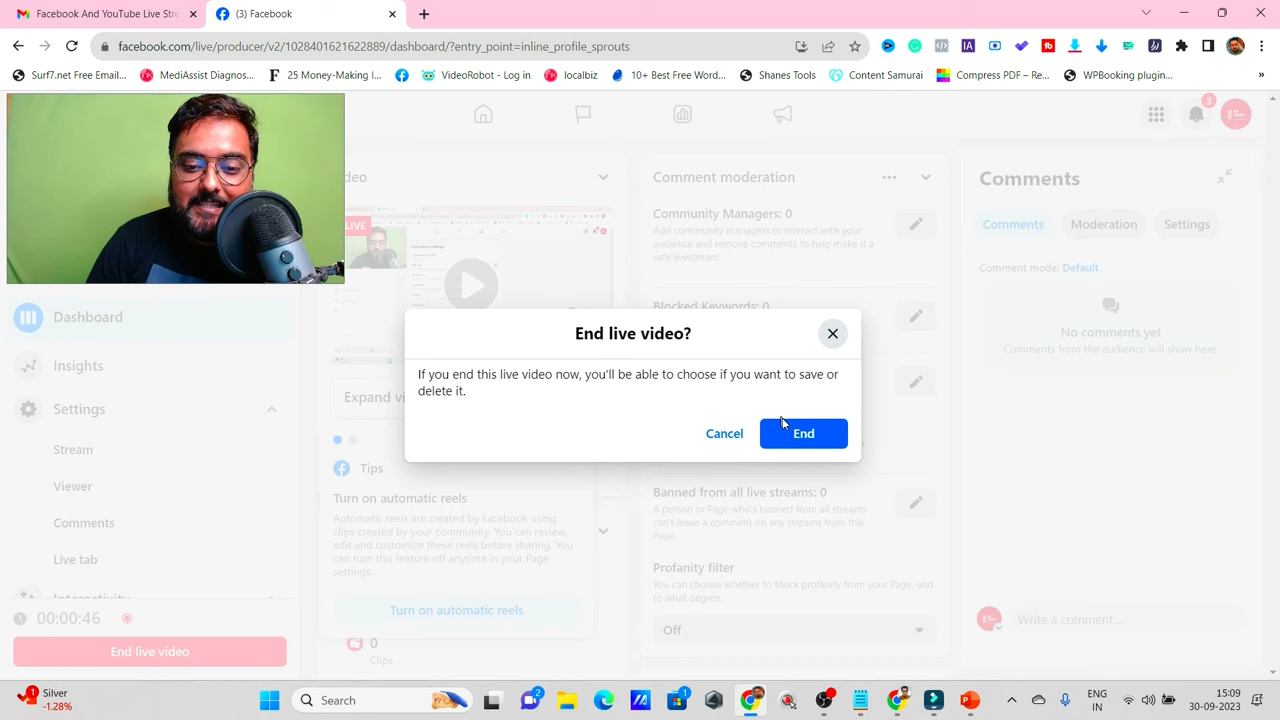 Facebook And YouTube Live Str
(3) Facebook
facebook.com/live/producer/v2/1028401621622989/dashboard/?entry_point=inline_profile_sprouts
Surf7.net Free Email...
MediAssist Diagnos...
25 Money-Making I...
VideoRobot - Log in
localbiz
10+ Best Free Word...
Shanes Tools
Content Samurai
Compress PDF – Re...
WPBooking plugin...
»
3
Comment moderation
Comments
Community Managers: 0
Add community managers to interact with your
audience and remove comments to help make it a
safe livestream.
Comments
Moderation
Settings
LIVE
Comment mode: Default
Blocked Keywords: 0
No comments yet
Comments from the audience will show here
Dashboard
Insights
Settings
Stream
Viewer
Comments
Live tab
Interactivity
00:00:46
End live video
End live video?
If you end this live video now, you'll be able to choose if you want to save or
delete it.
Cancel
End
Tips
Turn on automatic reels
Automatic reels are created by Facebook using
clips created by your community. You can review,
edit and customize these reels before sharing. You
can turn this feature off anytime in your Page
settings.
Turn on automatic reels
0
Clips
Banned from all live streams: 0
A person or Page who's banned from all streams
can't leave a comment on any streams from this
Page.
Profanity filter
You can choose whether to block profanity from your Page, and
to what degree.
Off
Write a comment...
1
Silver
-1.28%
Search
2
1
ENG
IN
15:09
30-09-2023